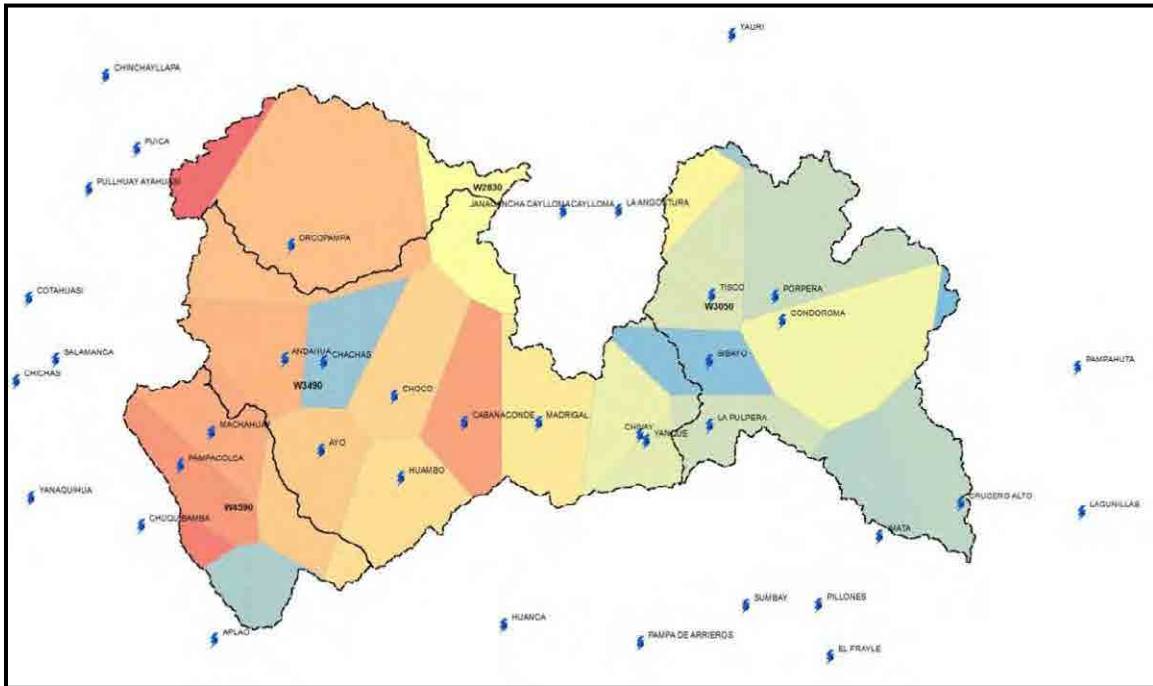 YAURI
CHINCHAYLLAPA
PUICA
PULLHUAY AYAHUASI
W2830
JANACANCHA CAYLLOMA CAYLLOMA
LA ANGOSTURA
ORCOPAMPA
COTAHUASI
TISCO
PORPERA
W3050
CONDOROMA
SALAMANCA
ANDAHUA
CHACHAS
SIBAYO
PAMPAHUTA
CHICHAS
W3490
CHOCO
CABANACONDE
MADRIGAL
LA PULPERA
MACHAHUAY
CHIVAY
YANQUE
AYO
PAMPACOLCA
HUAMBO
YANAQUIHUA
W4590
CRUCERO ALTO
LAGUNILLAS
CHUQUIBAMBA
IMATA
SUMBAY
PILLONES
HUANCA
APLAO
PAMPA DE ARRIEROS
EL FRAYLE